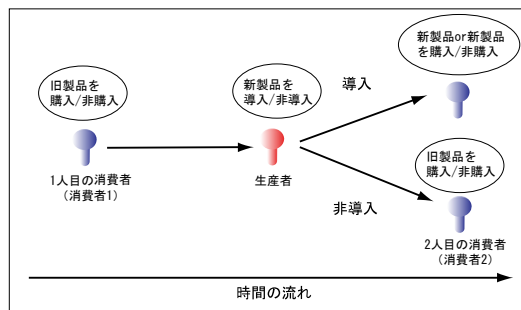 旧製品を
購入/非購入
1人目の消費者
(消費者1)
新製品を
導入/非導入
生産者
導入
非導入
新製品or新製品
を購入/非購入
旧製品を
購入/非購入
2人目の消費者
(消費者2)
時間の流れ